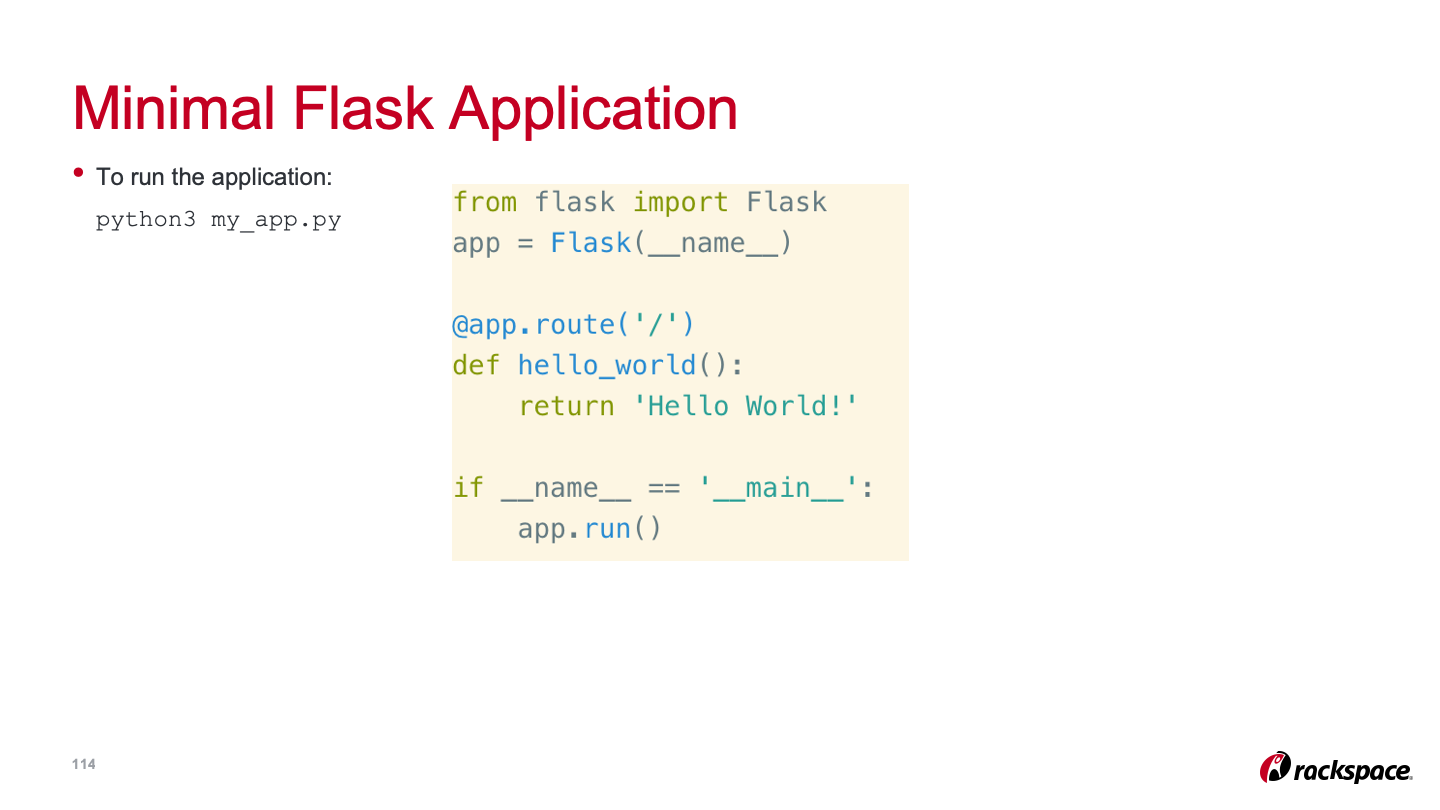 Minimal Flask Application
• To run the application:
python3 my_app.py
from flask import Flask
app = Flask(__name__)
@app.route('/')
def hello_world():
    return 'Hello World!'
if __name__ == '__main__':
    app.run()
114
rackspace.